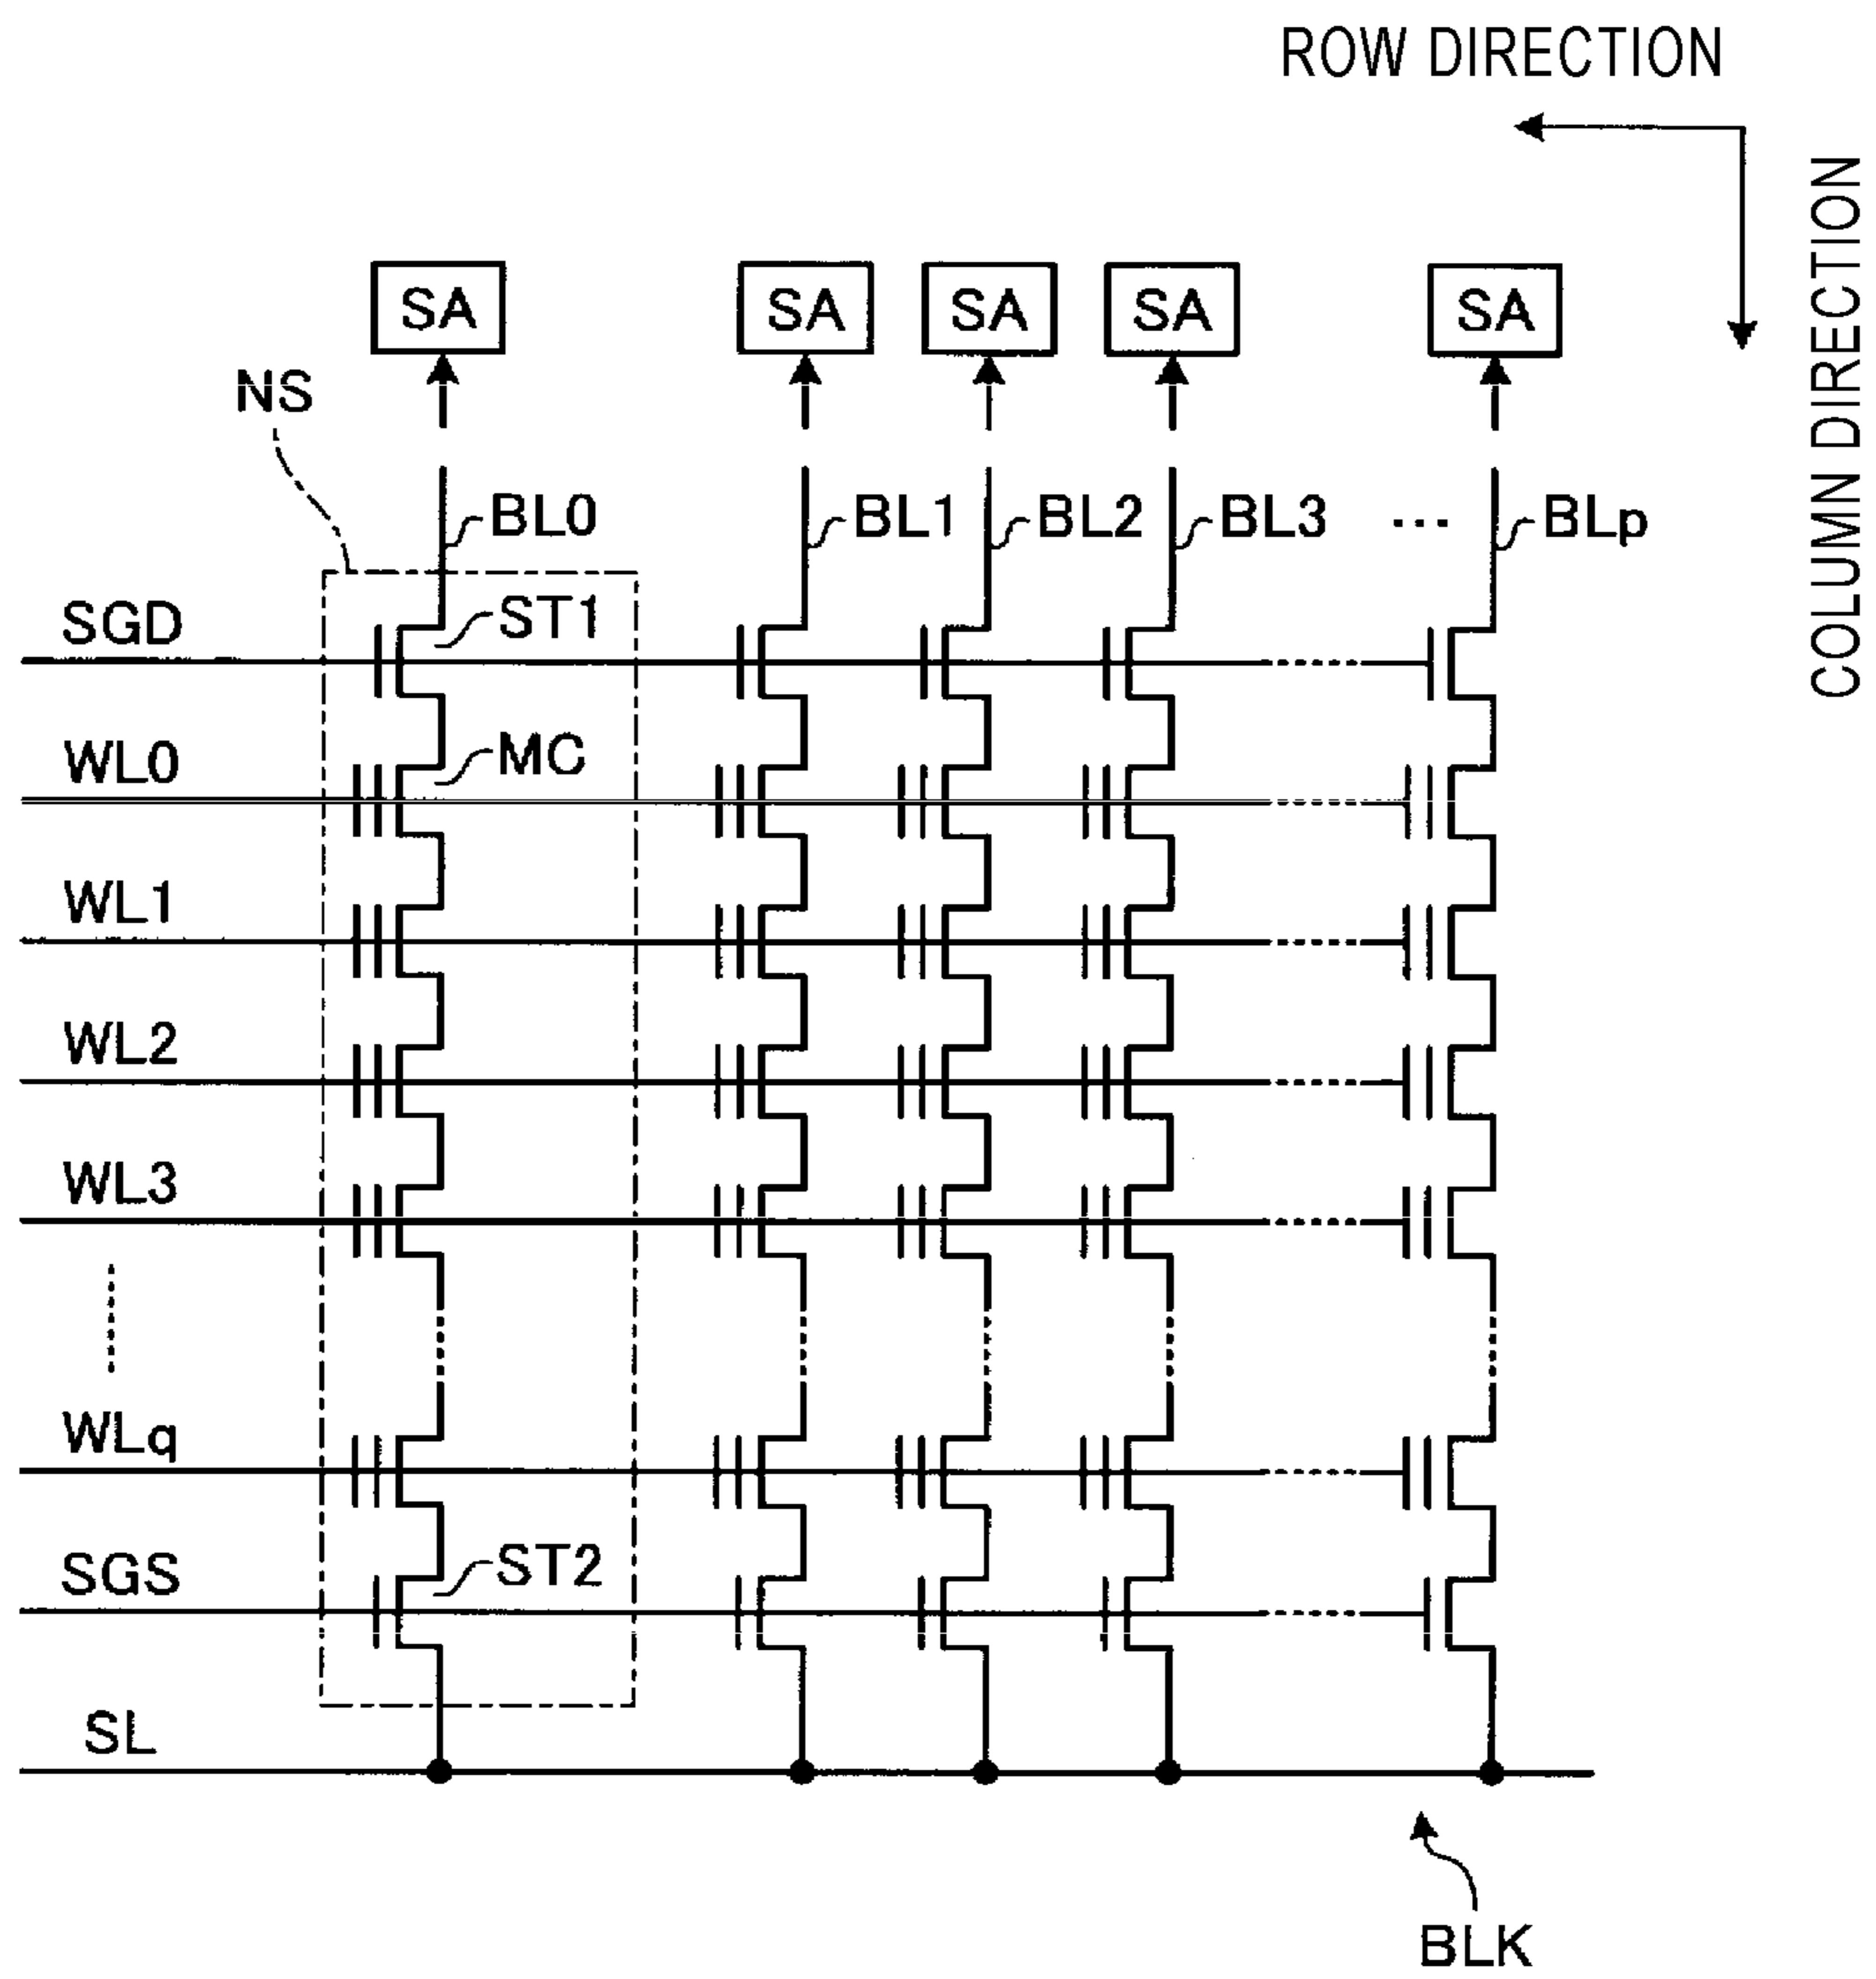 ROW DIRECTION
COLUMN DIRECTION
SA SA SA SA SA
NS
BL0 BL1 BL2 BL3 ... BLp
SGD ST1
WL0 MC
WL1
WL2
WL3
WLq
SGS ST2
SL
BLK